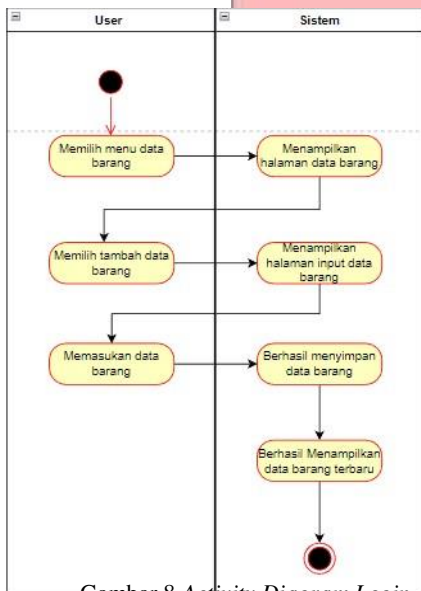 User
Sistem
Memilih menu data
barang
Menampilkan
halaman data barang
Memilih tambah data
barang
Menampilkan
halaman input data
barang
Memasukan data
barang
Berhasil menyimpan
data barang
Berhasil Menampilkan
data barang terbaru
Gambar 8 Activity Diagram Login